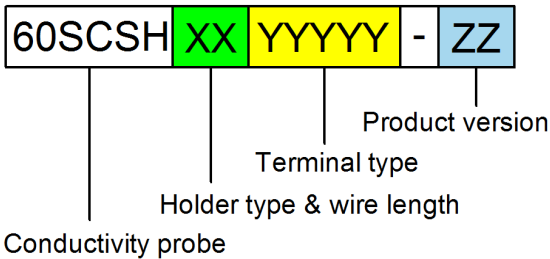 60SCSH XX YYYYY - ZZ
Product version
Terminal type
Holder type & wire length
Conductivity probe